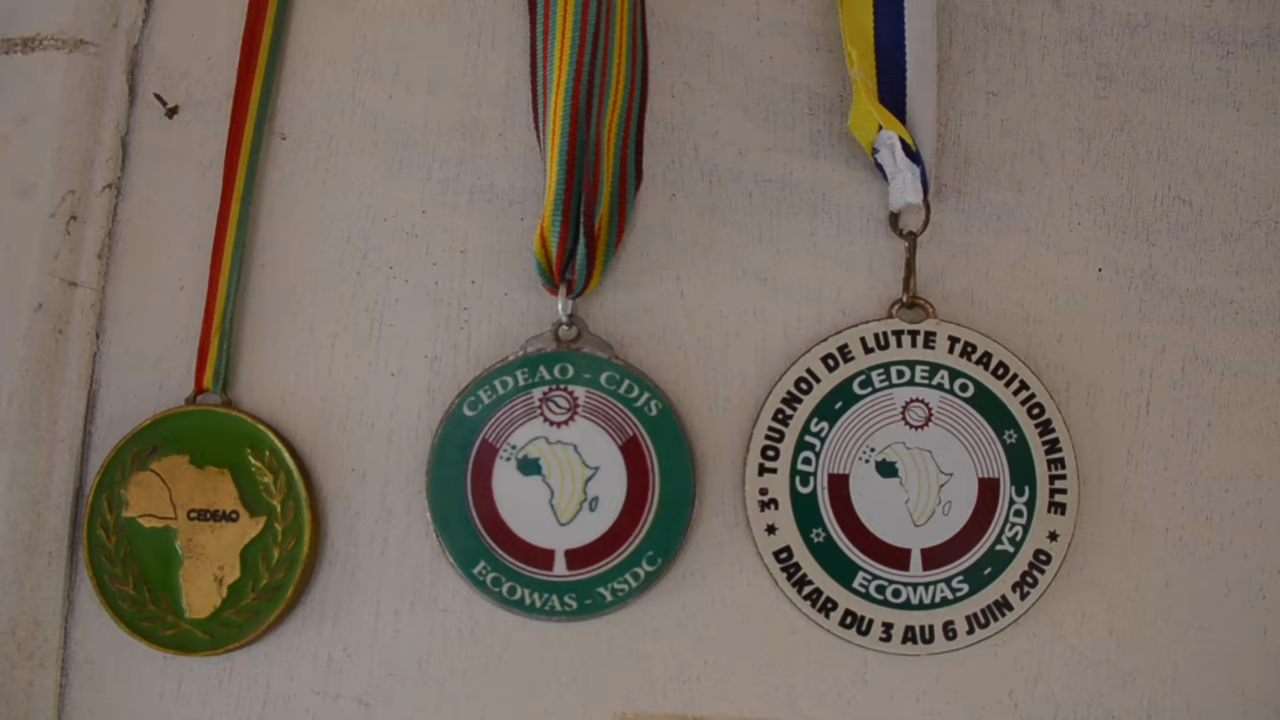 CEDEAO
CEDEAO - CDJS
ECOWAS - YSDC
3e TOURNOI DE LUTTE TRADITIONNELLE
★ DAKAR DU 3 AU 6 JUIN 2010 ★
CDJS - CEDEAO
ECOWAS - YSDC